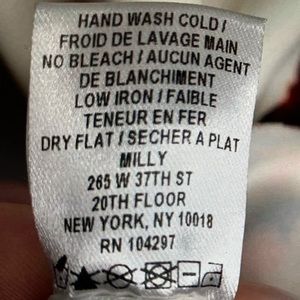 HAND WASH COLD /
FROID DE LAVAGE MAIN
NO BLEACH / AUCUN AGENT
DE BLANCHIMENT
LOW IRON / FAIBLE
TENEUR EN FER
DRY FLAT / SECHER A PLAT
MILLY
265 W 37TH ST
20TH FLOOR
NEW YORK, NY 10018
RN 104297